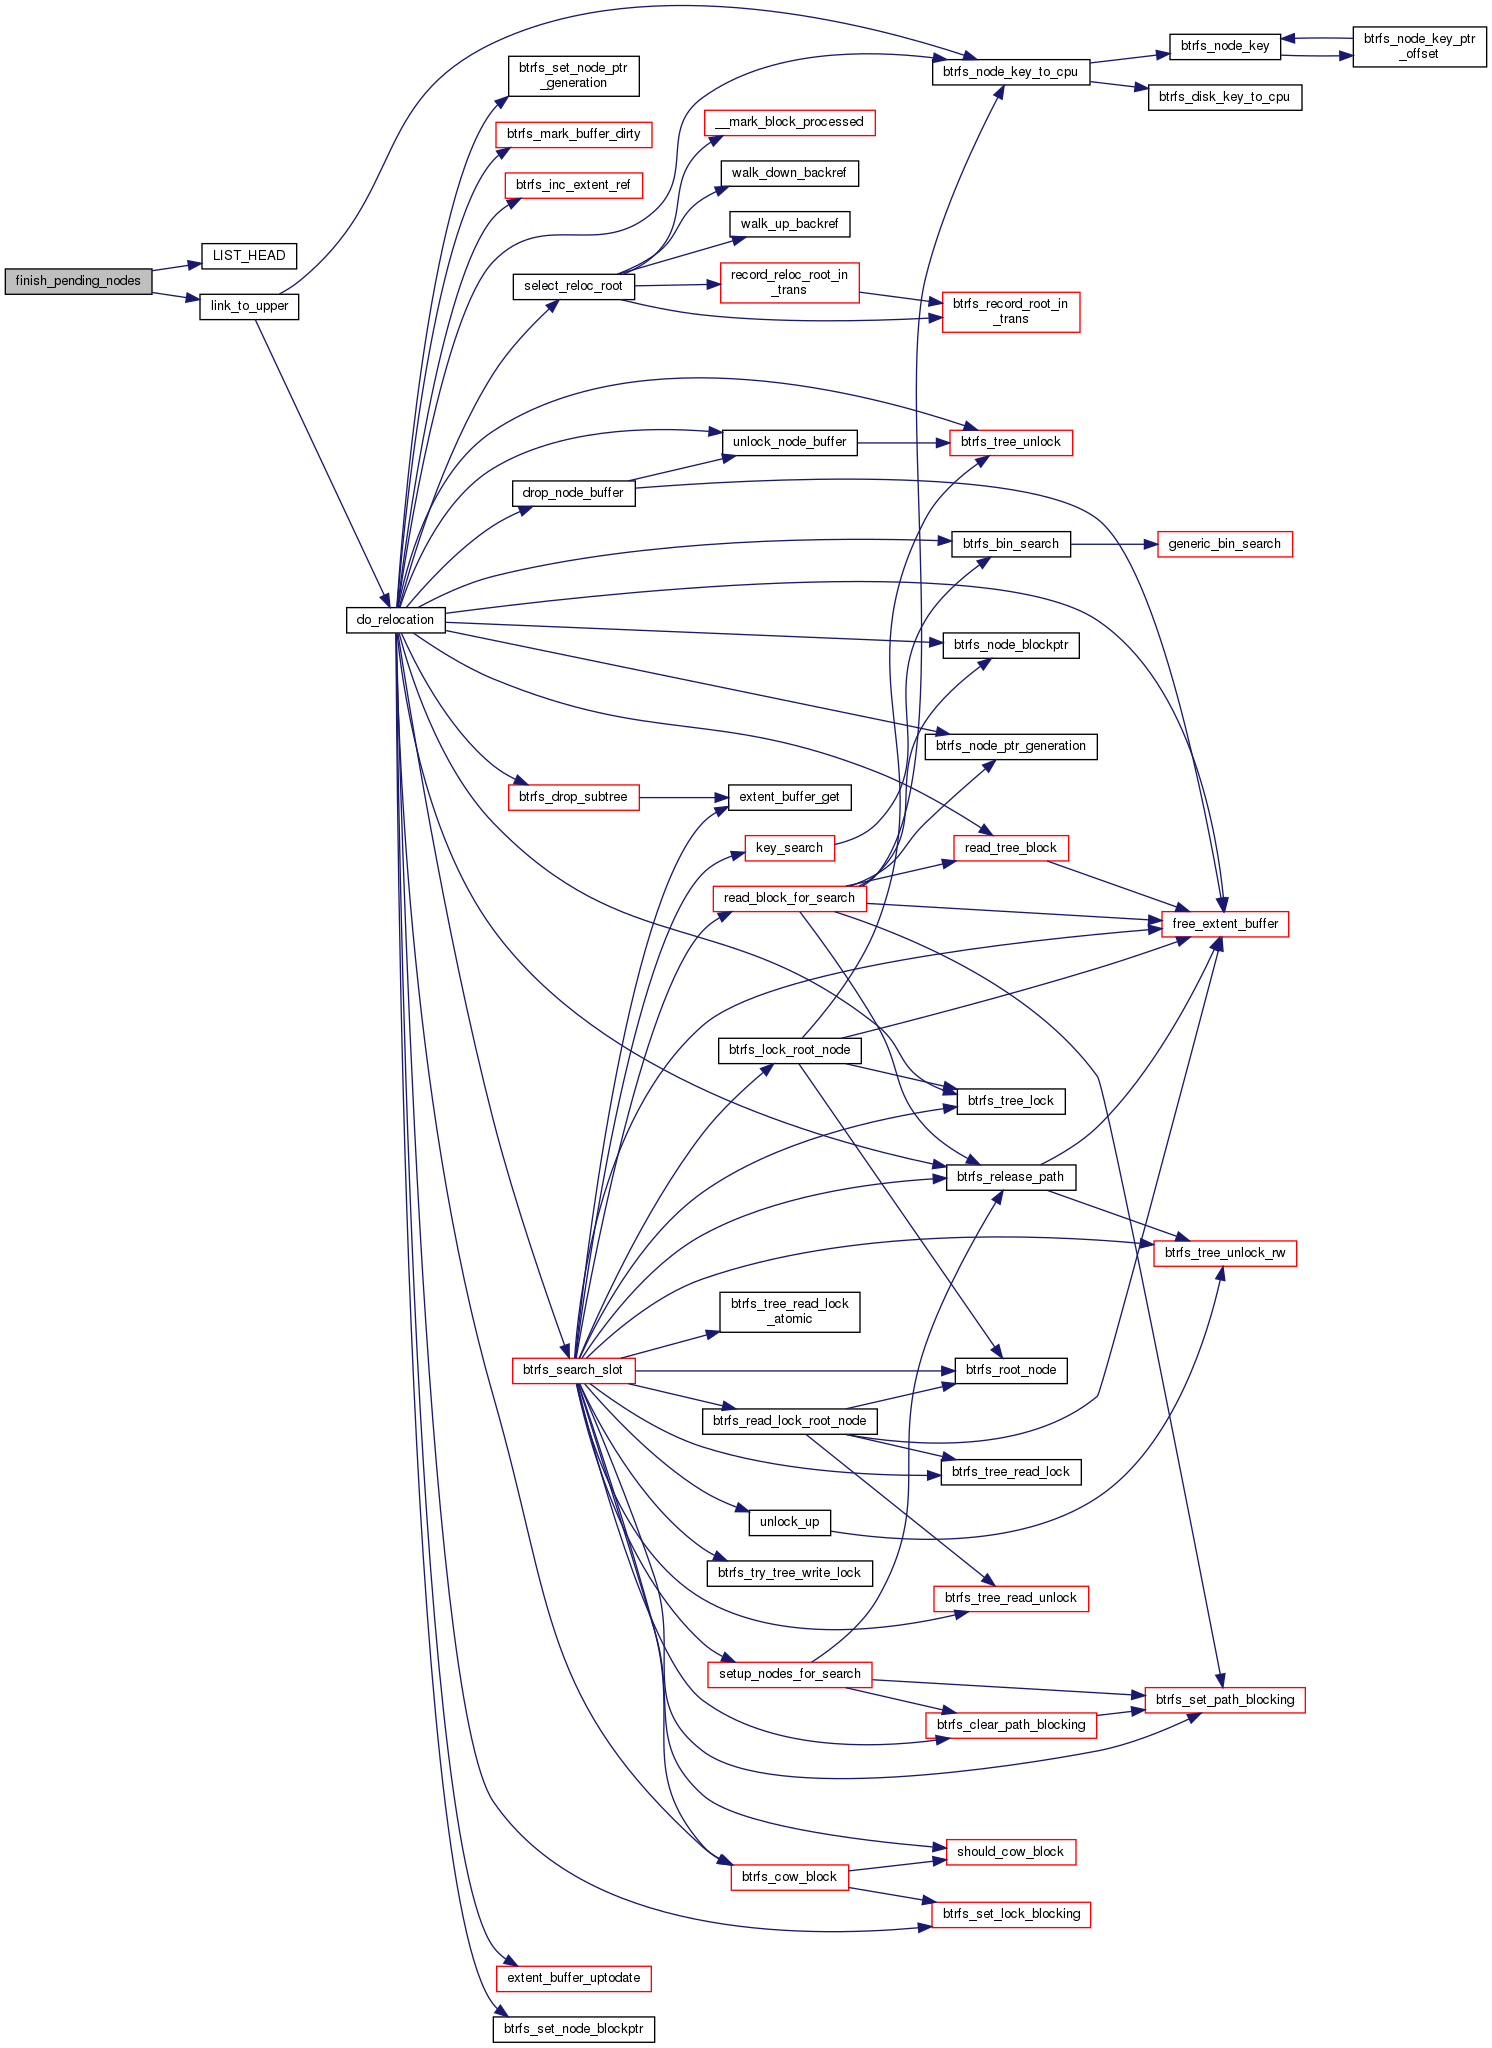 finish_pending_nodes
LIST_HEAD
link_to_upper
do_relocation
btrfs_set_node_ptr
_generation
btrfs_mark_buffer_dirty
btrfs_inc_extent_ref
select_reloc_root
drop_node_buffer
btrfs_drop_subtree
btrfs_search_slot
extent_buffer_uptodate
btrfs_set_node_blockptr
__mark_block_processed
walk_down_backref
walk_up_backref
record_reloc_root_in
_trans
unlock_node_buffer
extent_buffer_get
key_search
read_block_for_search
btrfs_lock_root_node
btrfs_tree_read_lock
_atomic
btrfs_read_lock_root_node
unlock_up
btrfs_try_tree_write_lock
setup_nodes_for_search
btrfs_cow_block
btrfs_node_key_to_cpu
btrfs_record_root_in
_trans
btrfs_tree_unlock
btrfs_bin_search
btrfs_node_blockptr
btrfs_node_ptr_generation
read_tree_block
btrfs_tree_lock
btrfs_release_path
btrfs_root_node
btrfs_tree_read_lock
btrfs_tree_read_unlock
btrfs_clear_path_blocking
should_cow_block
btrfs_set_lock_blocking
btrfs_node_key
btrfs_disk_key_to_cpu
generic_bin_search
free_extent_buffer
btrfs_tree_unlock_rw
btrfs_set_path_blocking
btrfs_node_key_ptr
_offset